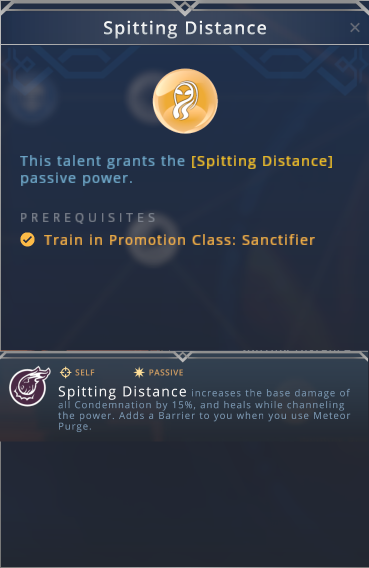 Spitting Distance
This talent grants the [Spitting Distance]
passive power.
PREREQUISITES
Train in Promotion Class: Sanctifier
SELF PASSIVE
Spitting Distance increases the base damage of
all Condemnation by 15%, and heals while channeling
the power. Adds a Barrier to you when you use Meteor
Purge.